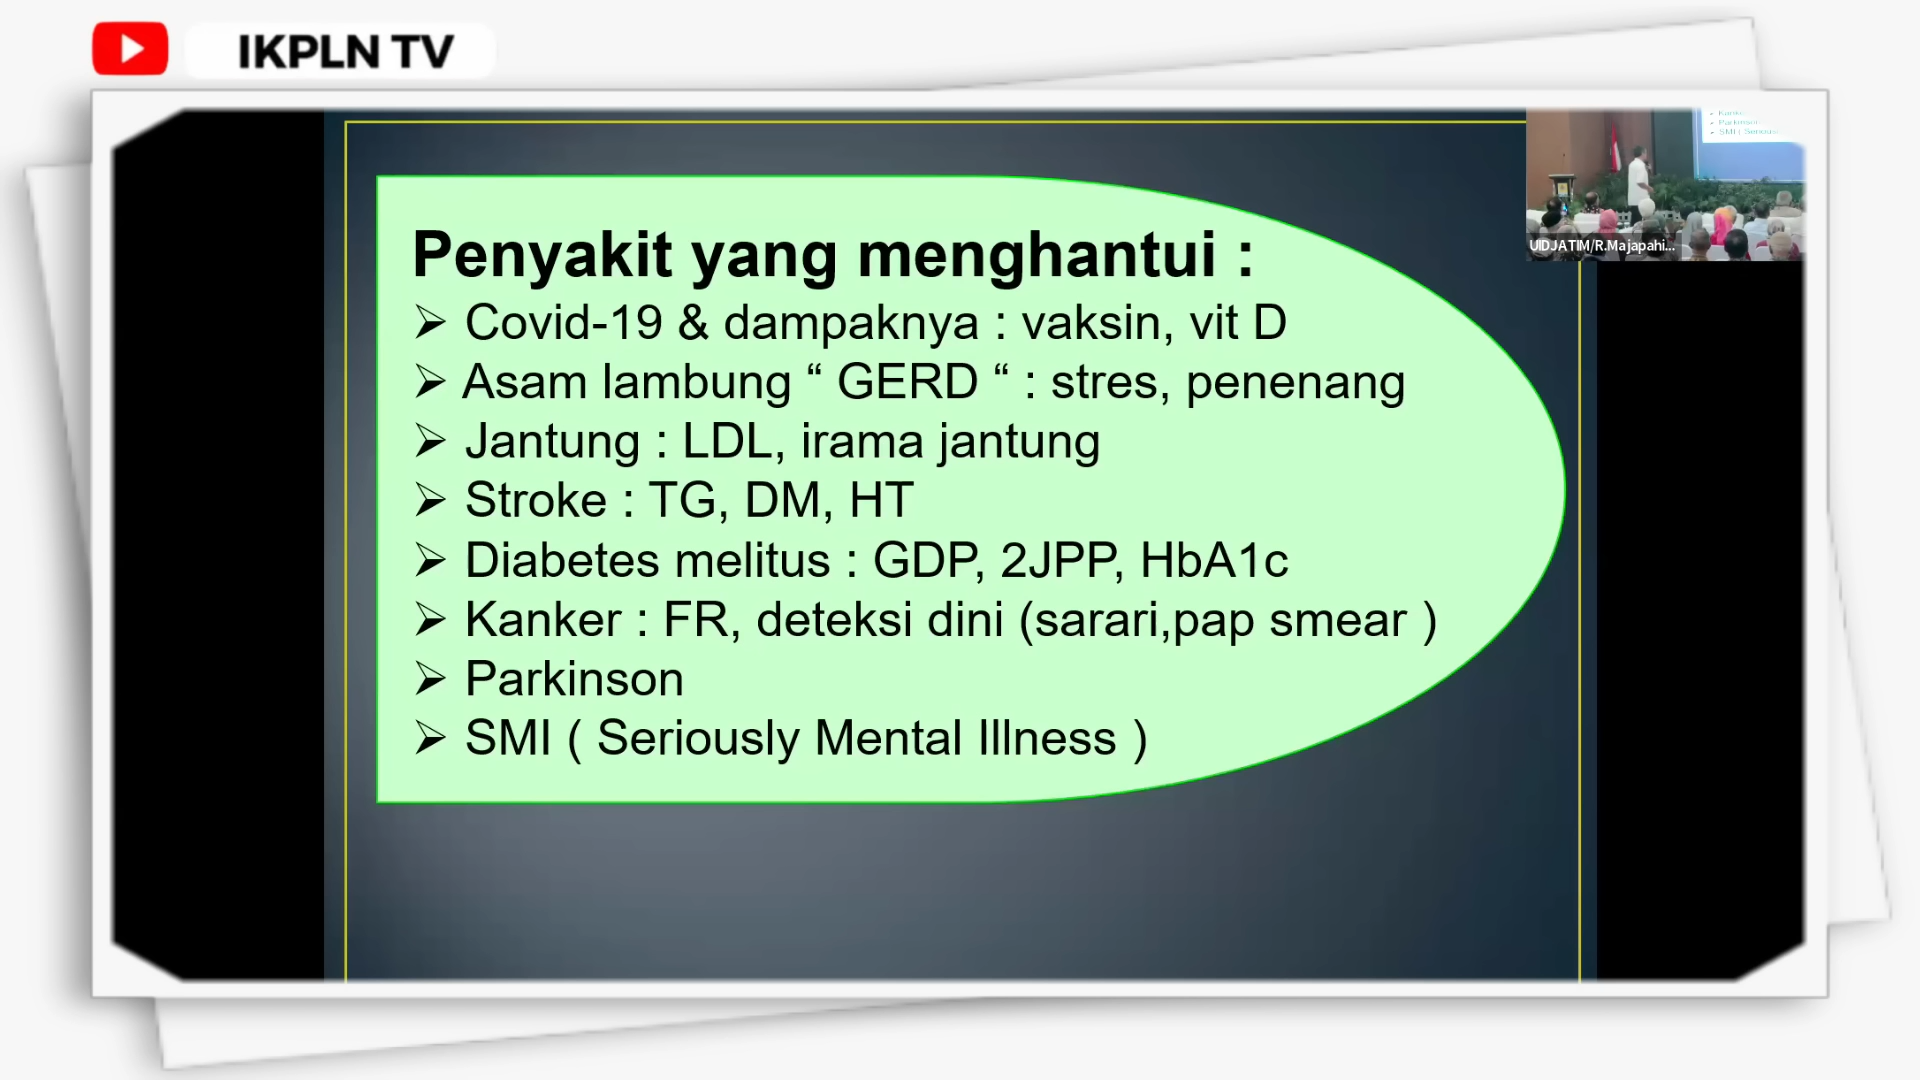 IKPLN TV
Penyakit yang menghantui :
➢ Covid-19 & dampaknya : vaksin, vit D
➢ Asam lambung “ GERD “ : stres, penenang
➢ Jantung : LDL, irama jantung
➢ Stroke : TG, DM, HT
➢ Diabetes melitus : GDP, 2JPP, HbA1c
➢ Kanker : FR, deteksi dini (sarari,pap smear )
➢ Parkinson
➢ SMI ( Seriously Mental Illness )
UIDJATIM/R.Majapahi...